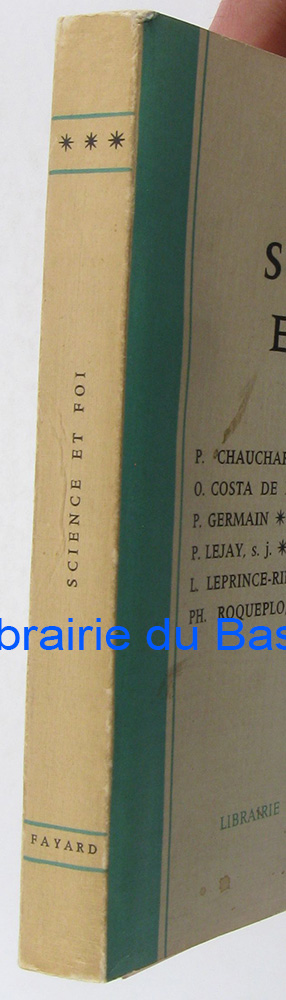 ***
SCIENCE ET FOI
FAYARD
S
E
P. CHAUCHAR
O. COSTA DE
P. GERMAIN *
P. LEJAY, s. j. *
L. LEPRINCE-RI
PH. ROQUEPLO
LIBRAIRIE
brairie du Bas